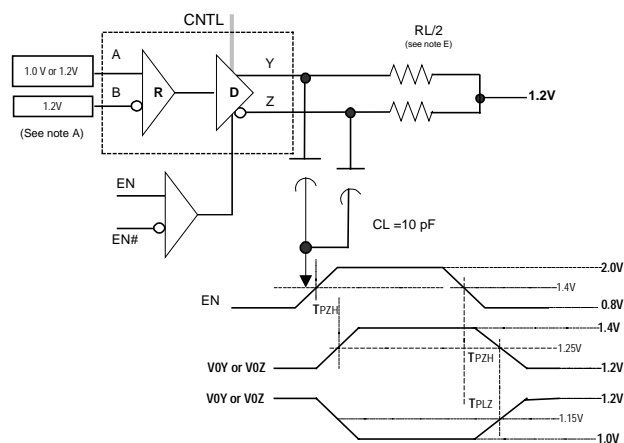 CNTL
RL/2
(see note E)
A
Y
1.0 V or 1.2V
R
D
B
Z
1.2V
1.2V
(See note A)
EN
EN#
CL =10 pF
2.0V
1.4V
EN
TPZH
0.8V
1.4V
1.25V
TPZH
V0Y or V0Z
1.2V
V0Y or V0Z
1.2V
TPLZ
1.15V
1.0V